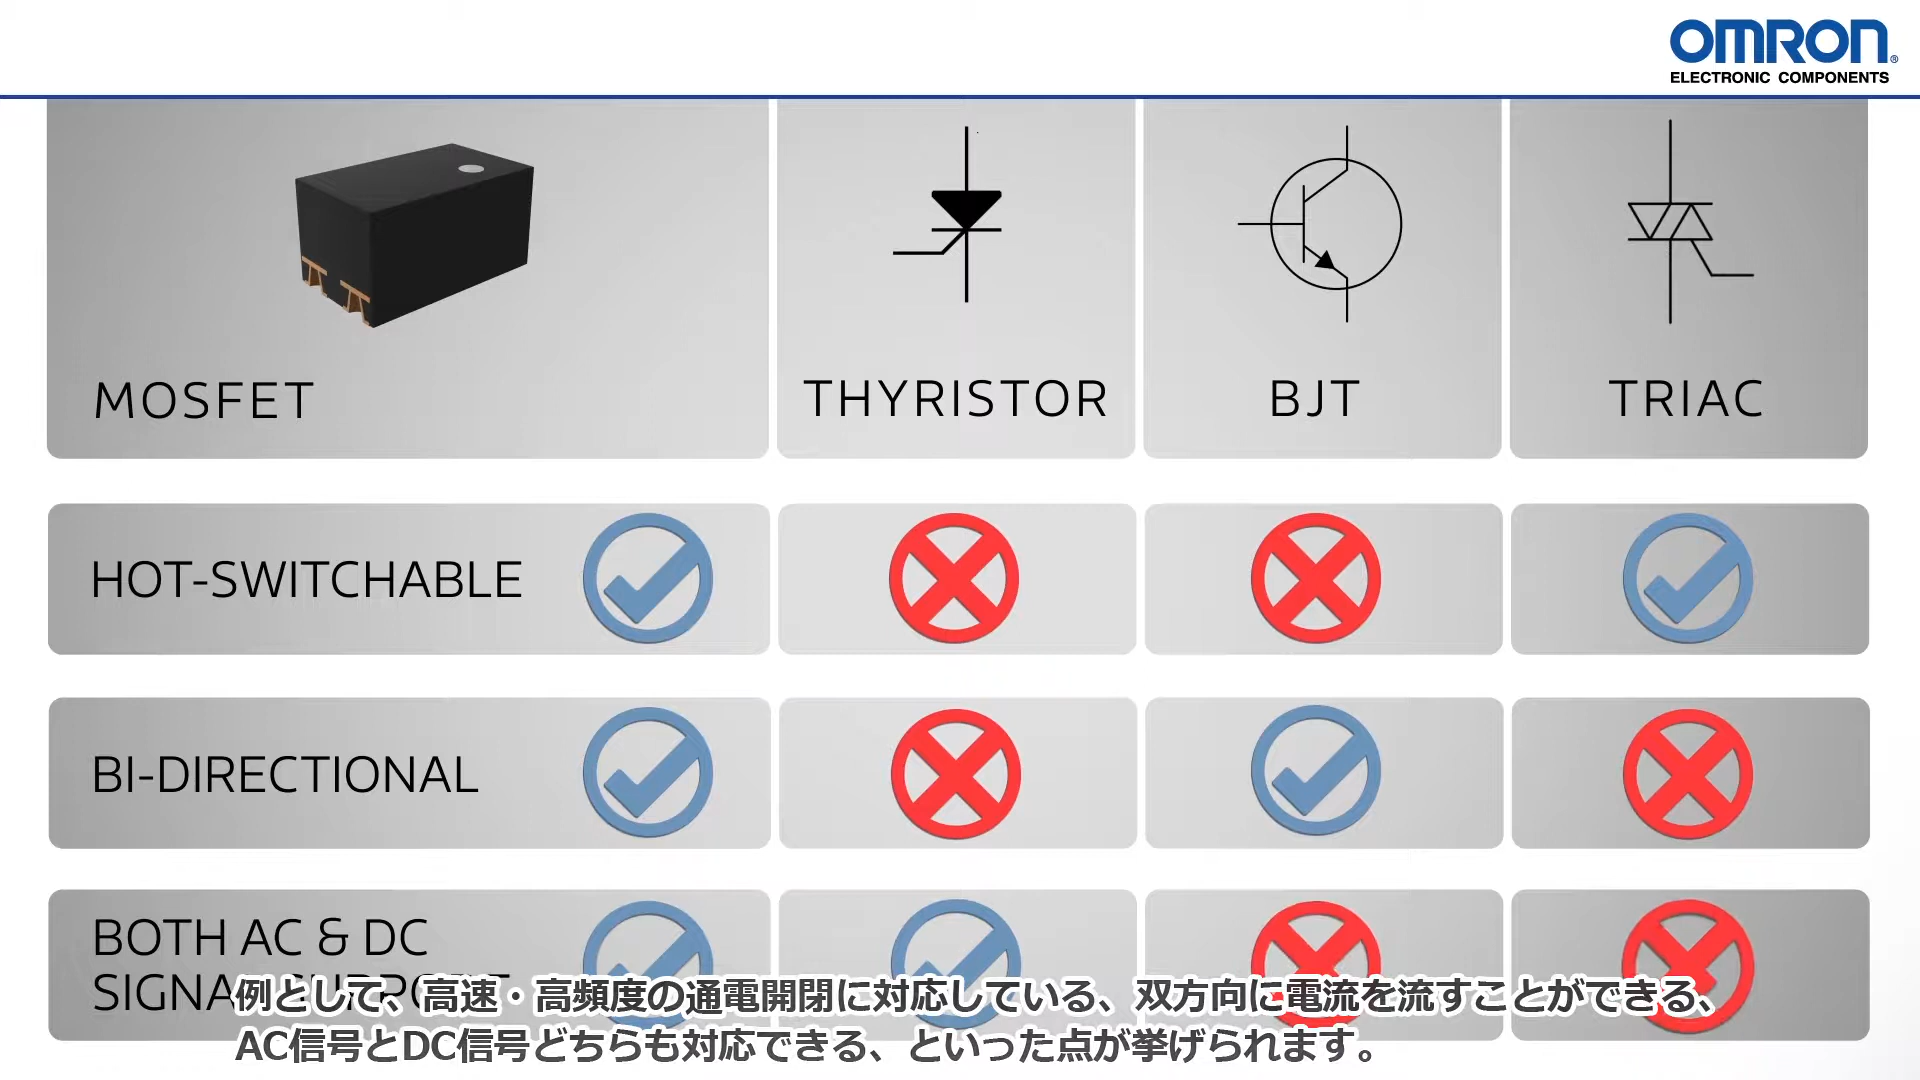 OMRON®
ELECTRONIC COMPONENTS
MOSFET
THYRISTOR
BJT
TRIAC
HOT-SWITCHABLE
BI-DIRECTIONAL
BOTH AC & DC
SIGNAL SUPPORT
例として、高速・高頻度の通電開閉に対応している、双方向に電流を流すことができる、
AC信号とDC信号どちらも対応できる、といった点が挙げられます。